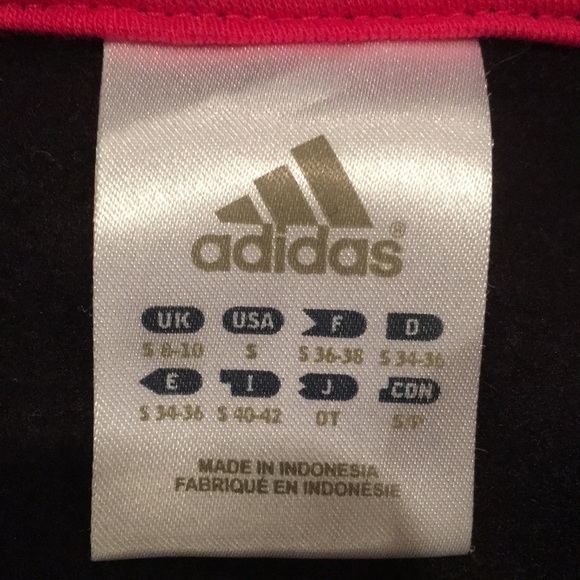 adidas®
UK USA F D
S 8-10 S S 36-38 S 34-36
E I J CDN
S 34-36 S 40-42 OT S/P
MADE IN INDONESIA
FABRIQUÉ EN INDONÉSIE